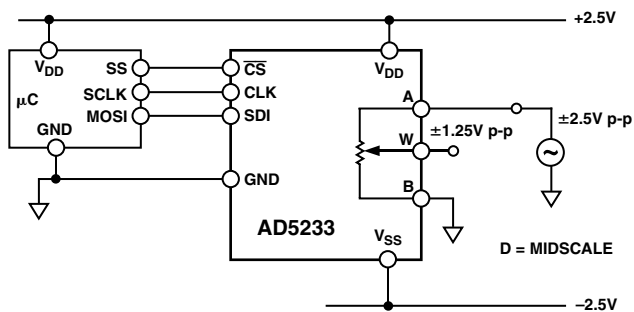 +2.5V
VDD
μC
SS
SCLK
MOSI
GND
CS
CLK
SDI
GND
VDD
A
W
B
±1.25V p-p
±2.5V p-p
~
AD5233
VSS
D = MIDSCALE
–2.5V